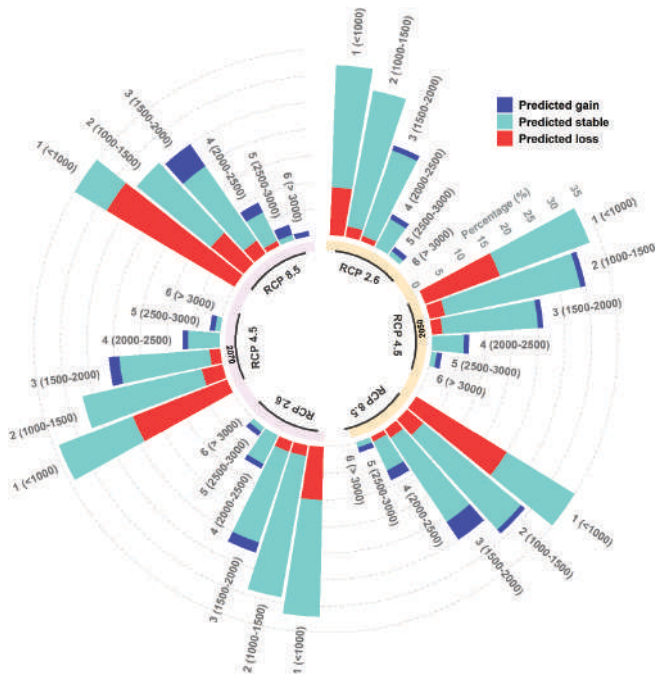 Predicted gain
Predicted stable
Predicted loss
1 (<1000)
2 (1000-1500)
3 (1500-2000)
4 (2000-2500)
5 (2500-3000)
6 (> 3000)
RCP 2.6
Percentage (%)
0
5
10
15
20
25
30
35
1 (<1000)
2 (1000-1500)
3 (1500-2000)
4 (2000-2500)
5 (2500-3000)
6 (> 3000)
RCP 4.5
2050
1 (<1000)
2 (1000-1500)
3 (1500-2000)
4 (2000-2500)
5 (2500-3000)
6 (> 3000)
RCP 8.5
1 (<1000)
2 (1000-1500)
3 (1500-2000)
4 (2000-2500)
5 (2500-3000)
6 (> 3000)
RCP 2.6
1 (<1000)
2 (1000-1500)
3 (1500-2000)
4 (2000-2500)
5 (2500-3000)
6 (> 3000)
RCP 4.5
2070
1 (<1000)
2 (1000-1500)
3 (1500-2000)
4 (2000-2500)
5 (2500-3000)
6 (> 3000)
RCP 8.5